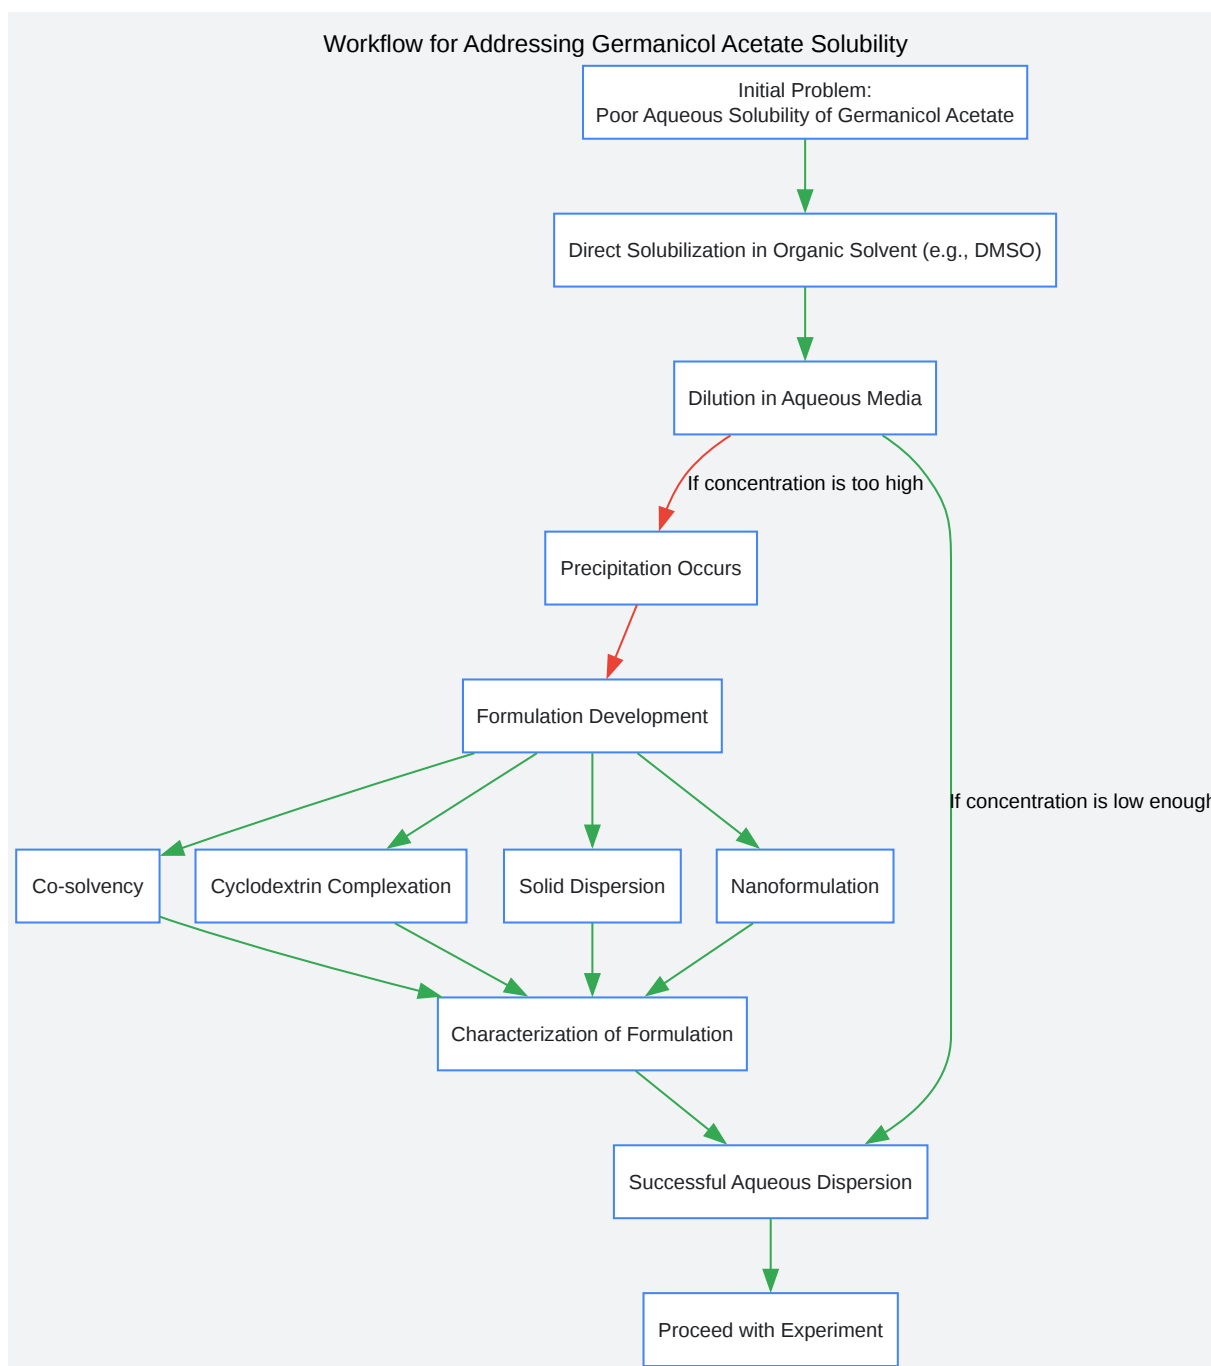 Workflow for Addressing Germanicol Acetate Solubility
Initial Problem:
Poor Aqueous Solubility of Germanicol Acetate
Direct Solubilization in Organic Solvent (e.g., DMSO)
Dilution in Aqueous Media
If concentration is too high
Precipitation Occurs
Formulation Development
If concentration is low enough
Co-solvency
Cyclodextrin Complexation
Solid Dispersion
Nanoformulation
Characterization of Formulation
Successful Aqueous Dispersion
Proceed with Experiment